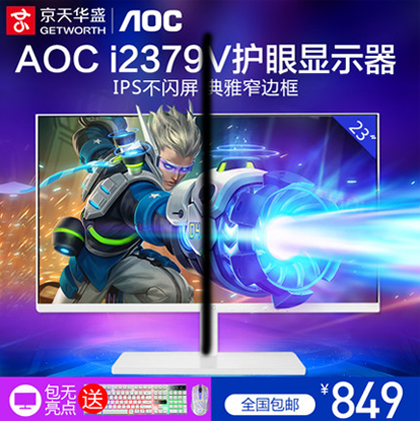 京天华盛
GETWORTH
AOC
AOC i2379V护眼显示器
IPS不闪屏 典雅窄边框
23"
04
包无
亮点
送
全国包邮
¥849